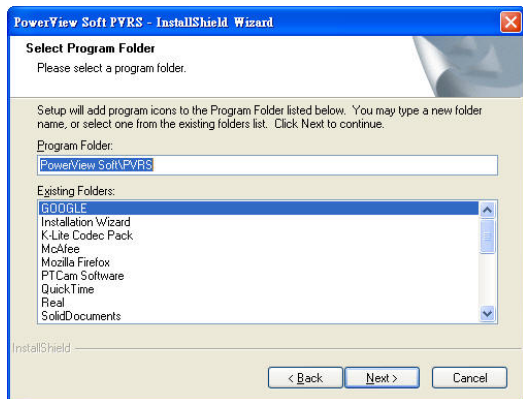 PowerView Soft PVRS - InstallShield Wizard
Select Program Folder
Please select a program folder.
Setup will add program icons to the Program Folder listed below. You may type a new folder
name, or select one from the existing folders list. Click Next to continue.
Program Folder:
PowerView Soft\PVRS
Existing Folders:
GOOGLE
Installation Wizard
K-Lite Codec Pack
McAfee
Mozilla Firefox
PTCam Software
QuickTime
Real
SolidDocuments
InstallShield
< Back
Next >
Cancel